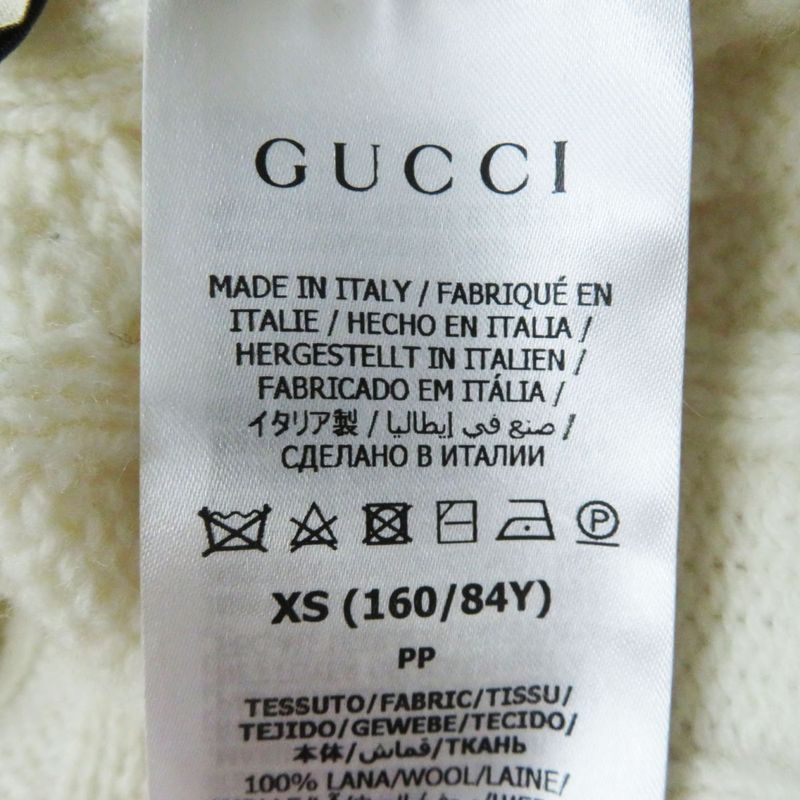 GUCCI
MADE IN ITALY / FABRIQUÉ EN
ITALIE / HECHO EN ITALIA /
HERGESTELLT IN ITALIEN /
FABRICADO EM ITÁLIA /
イタリア製 / صنع في إيطاليا /
СДЕЛАНО В ИТАЛИИ
P
XS (160/84Y)
PP
TESSUTO/FABRIC/TISSU/
TEJIDO/GEWEBE/TECIDO/
本体/قماش/ТКАНЬ
100% LANA/WOOL/LAINE/